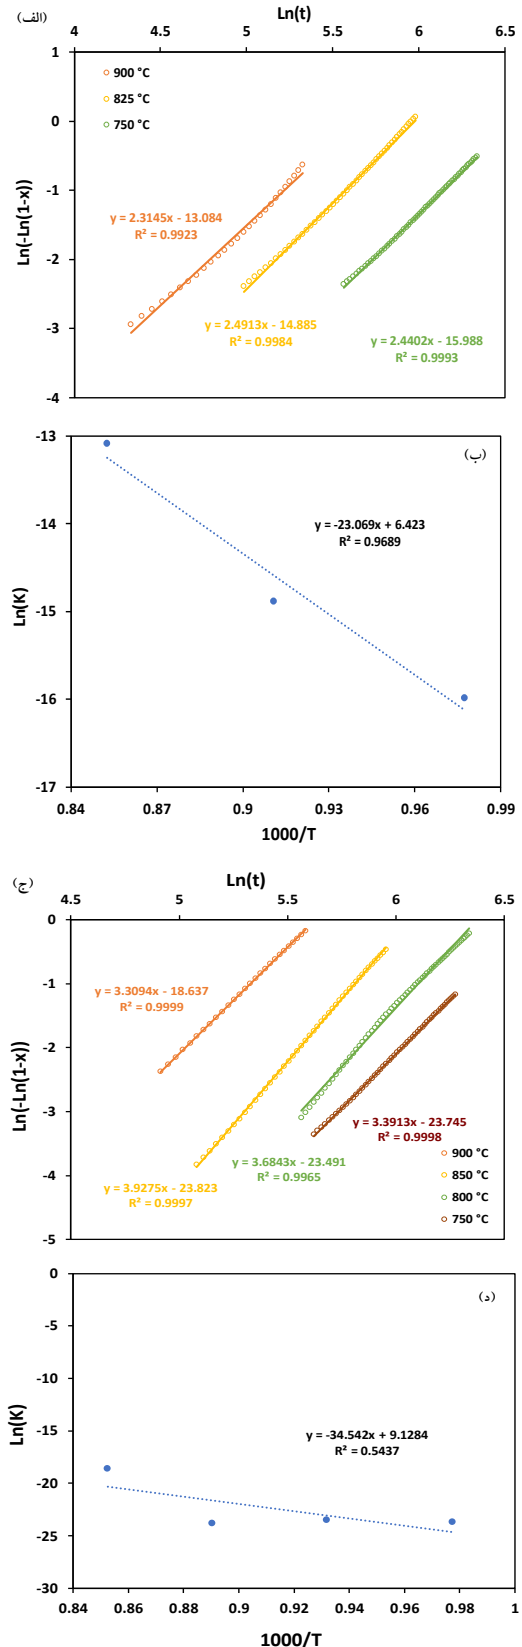 (الف)
Ln(t)
4 4.5 5 5.5 6 6.5
1
0
-1
-2
-3
-4
Ln(-Ln(1-x))
900 °C
825 °C
750 °C
y = 2.3145x - 13.084
R² = 0.9923
y = 2.4913x - 14.885
R² = 0.9984
y = 2.4402x - 15.988
R² = 0.9993
(ب)
-13
-14
-15
-16
-17
Ln(K)
y = -23.069x + 6.423
R² = 0.9689
0.84 0.87 0.9 0.93 0.96 0.99
1000/T
(ج)
Ln(t)
4.5 5 5.5 6 6.5
0
-1
-2
-3
-4
-5
Ln(-Ln(1-x))
y = 3.3094x - 18.637
R² = 0.9999
y = 3.3913x - 23.745
R² = 0.9998
y = 3.6843x - 23.491
R² = 0.9965
y = 3.9275x - 23.823
R² = 0.9997
900 °C
850 °C
800 °C
750 °C
(د)
0
-5
-10
-15
-20
-25
-30
Ln(K)
y = -34.542x + 9.1284
R² = 0.5437
0.84 0.86 0.88 0.9 0.92 0.94 0.96 0.98 1
1000/T